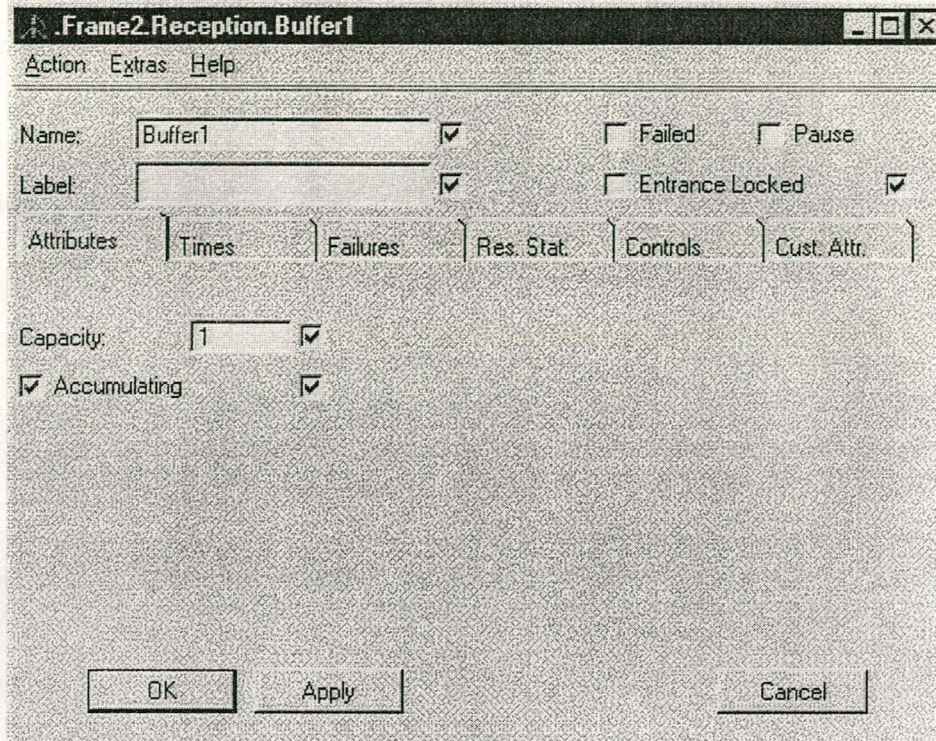 .Frame2.Reception.Buffer1
Action Extras Help
Name: Buffer1 Failed Pause
Label: Entrance Locked
Attributes Times Failures Res. Stat. Controls Cust. Attr.
Capacity: 1
Accumulating
OK Apply Cancel